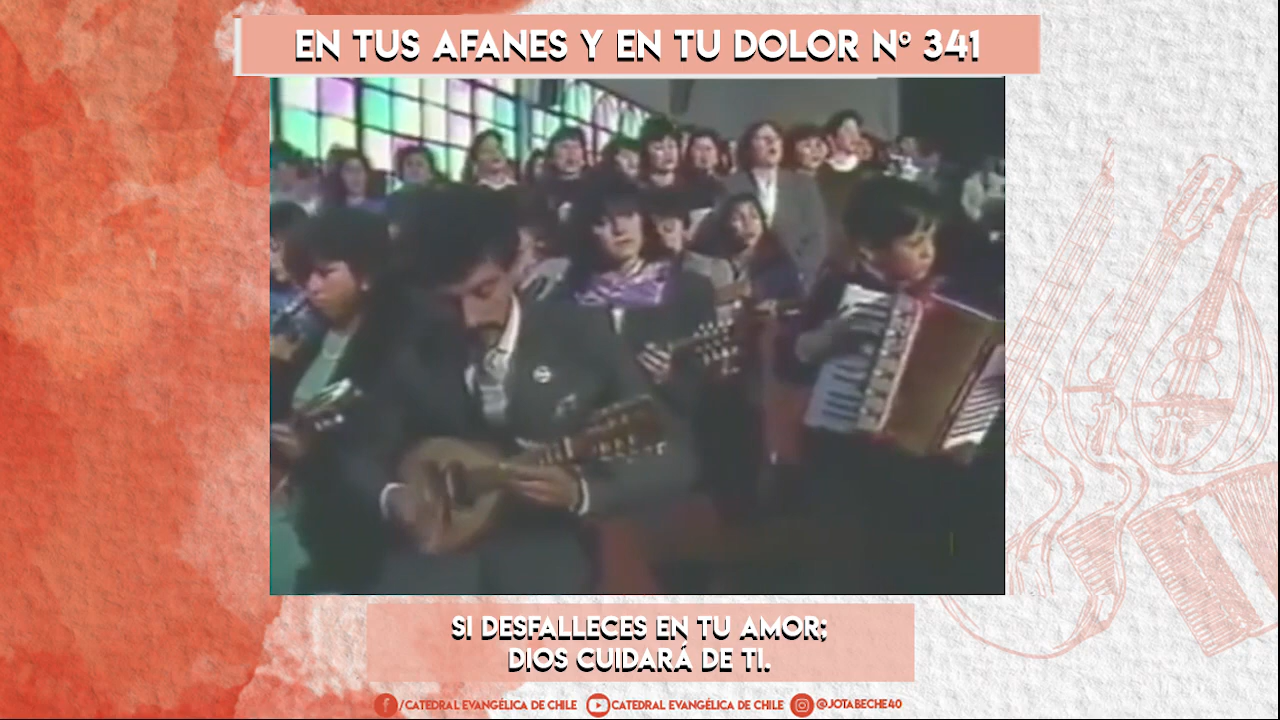 EN TUS AFANES Y EN TU DOLOR Nº 341
SI DESFALLECES EN TU AMOR;
DIOS CUIDARÁ DE TI.
/CATEDRAL EVANGÉLICA DE CHILE CATEDRAL EVANGÉLICA DE CHILE @JOTABECHE40